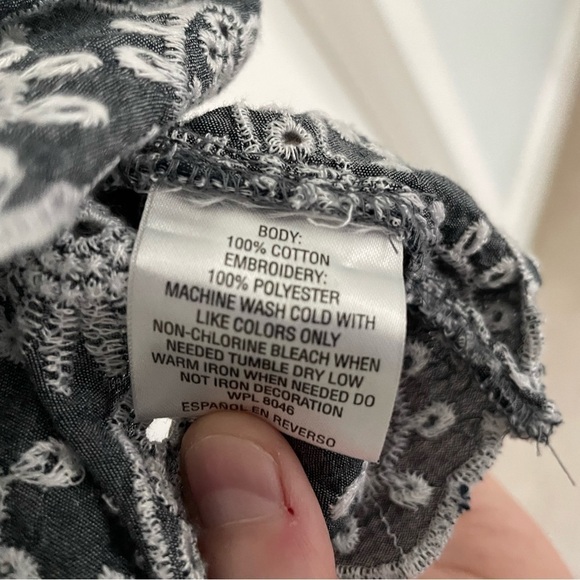 BODY:
100% COTTON
EMBROIDERY:
100% POLYESTER
MACHINE WASH COLD WITH
LIKE COLORS ONLY
NON-CHLORINE BLEACH WHEN
NEEDED TUMBLE DRY LOW
WARM IRON WHEN NEEDED DO
NOT IRON DECORATION
WPL 8046
ESPAÑOL EN REVERSO